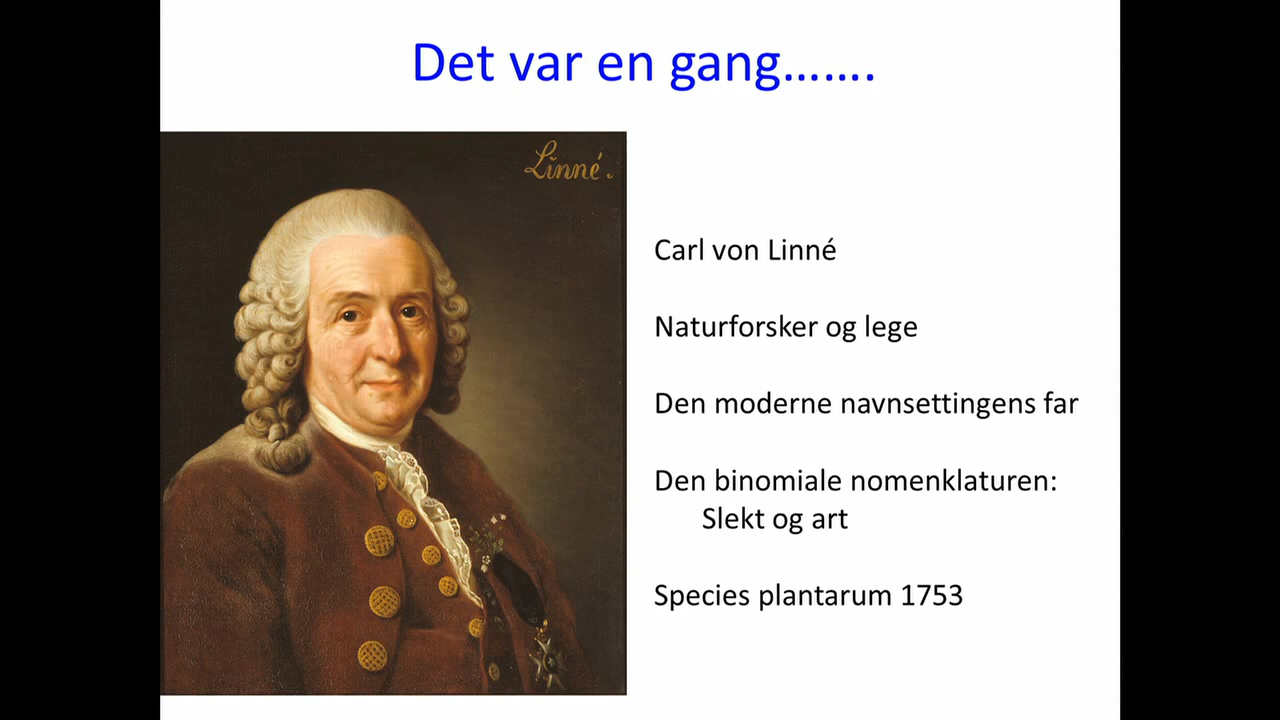 Det var en gang…….
Linné.
Carl von Linné
Naturforsker og lege
Den moderne navnsettingens far
Den binomiale nomenklaturen:
Slekt og art
Species plantarum 1753